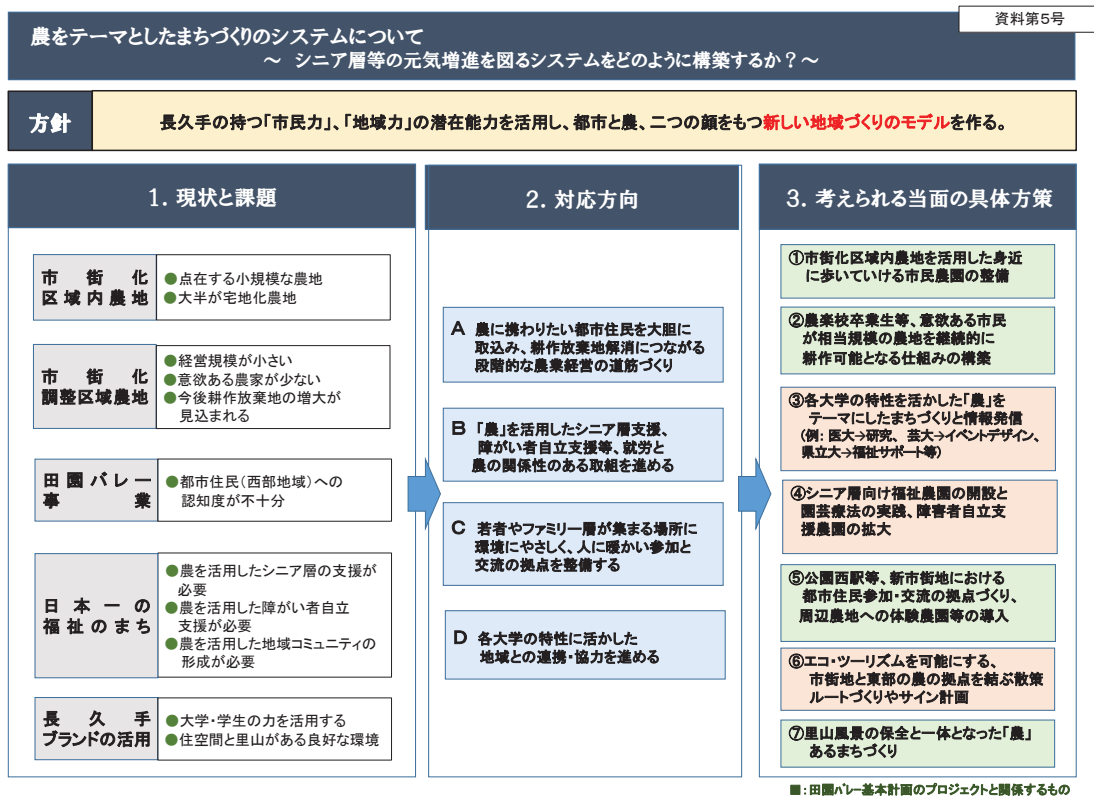 資料第5号
農をテーマとしたまちづくりのシステムについて
～ シニア層等の元気増進を図るシステムをどのように構築するか？～
方針
長久手の持つ「市民力」、「地域力」の潜在能力を活用し、都市と農、二つの顔をもつ新しい地域づくりのモデルを作る。
1. 現状と課題
市街化
区域内農地
●点在する小規模な農地
●大半が宅地化農地
市街化
調整区域農地
●経営規模が小さい
●意欲ある農家が少ない
●今後耕作放棄地の増大が
見込まれる
田園バレー
事業
●都市住民（西部地域）への
認知度が不十分
日本一の
福祉のまち
●農を活用したシニア層の支援が
必要
●農を活用した障がい者自立
支援が必要
●農を活用した地域コミュニティの
形成が必要
長久手
ブランドの活用
●大学・学生の力を活用する
●住空間と里山がある良好な環境
2. 対応方向
A 農に携わりたい都市住民を大胆に
取込み、耕作放棄地解消につながる
段階的な農業経営の道筋づくり
B 「農」を活用したシニア層支援、
障がい者自立支援等、就労と
農の関係性のある取組を進める
C 若者やファミリー層が集まる場所に
環境にやさしく、人に暖かい参加と
交流の拠点を整備する
D 各大学の特性に活かした
地域との連携・協力を進める
3. 考えられる当面の具体方策
①市街化区域内農地を活用した身近
に歩いていける市民農園の整備
②農楽校卒業生等、意欲ある市民
が相当規模の農地を継続的に
耕作可能となる仕組みの構築
③各大学の特性を活かした「農」を
テーマにしたまちづくりと情報発信
（例：医大→研究、芸大→イベントデザイン、
県立大→福祉サポート等）
④シニア層向け福祉農園の開設と
園芸療法の実践、障害者自立支
援農園の拡大
⑤公園西駅等、新市街地における
都市住民参加・交流の拠点づくり、
周辺農地への体験農園等の導入
⑥エコ・ツーリズムを可能にする、
市街地と東部の農の拠点を結ぶ散策
ルートづくりやサイン計画
⑦里山風景の保全と一体となった「農」
あるまちづくり
■：田園バレー基本計画のプロジェクトと関係するもの